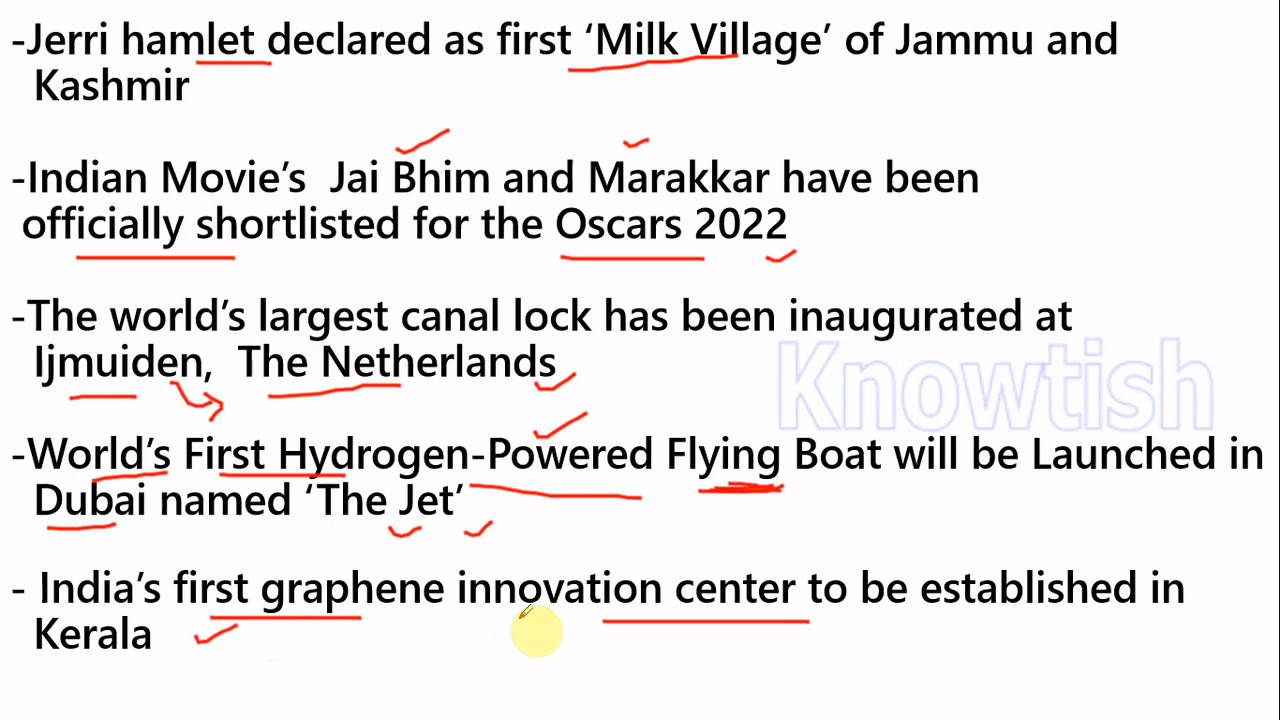 -Jerri hamlet declared as first ‘Milk Village’ of Jammu and
Kashmir
-Indian Movie’s Jai Bhim and Marakkar have been
officially shortlisted for the Oscars 2022
-The world’s largest canal lock has been inaugurated at
Ijmuiden, The Netherlands
Knowtish
-World’s First Hydrogen-Powered Flying Boat will be Launched in
Dubai named ‘The Jet’
- India’s first graphene innovation center to be established in
Kerala